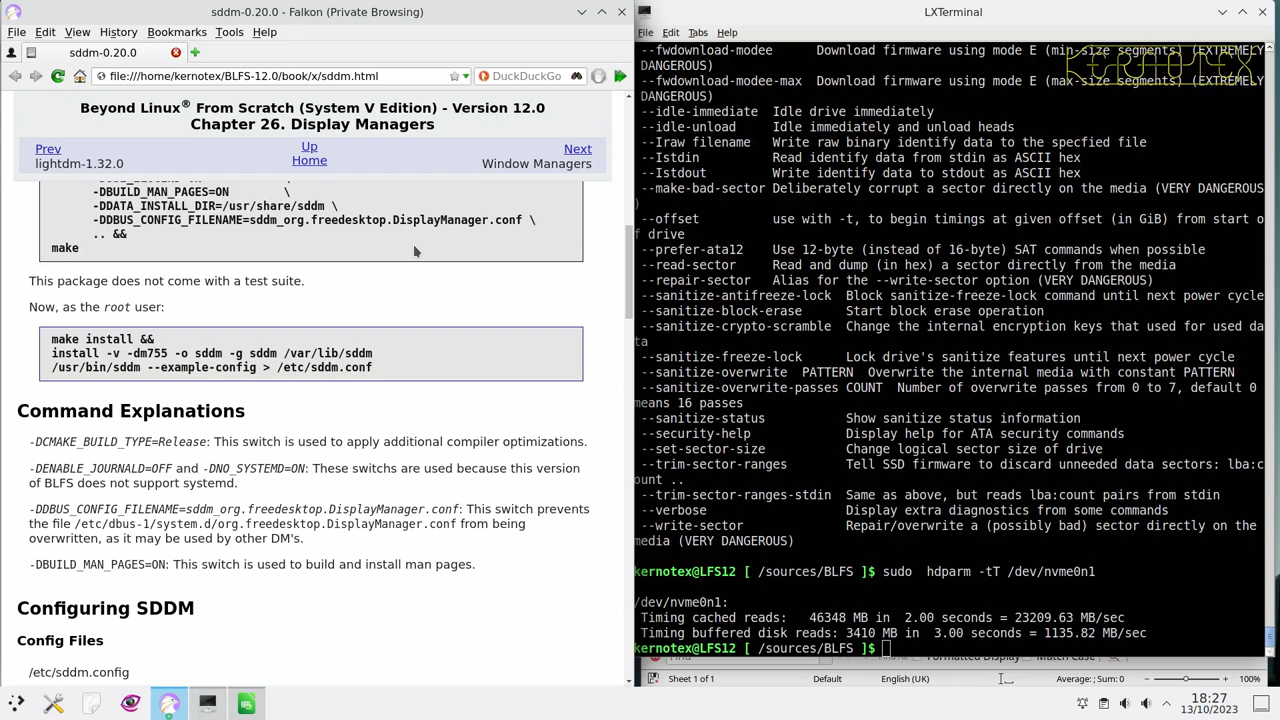 sddm-0.20.0 - Falkon (Private Browsing)
File Edit View History Bookmarks Tools Help
sddm-0.20.0
file:///home/kernotex/BLFS-12.0/book/x/sddm.html
DuckDuckGo
Beyond Linux® From Scratch (System V Edition) - Version 12.0
Chapter 26. Display Managers
Prev
Up
Next
lightdm-1.32.0
Home
Window Managers
-DBUILD_MAN_PAGES=ON \
-DDATA_INSTALL_DIR=/usr/share/sddm \
-DDBUS_CONFIG_FILENAME=sddm_org.freedesktop.DisplayManager.conf \
.. &&
make
This package does not come with a test suite.
Now, as the root user:
make install &&
install -v -dm755 -o sddm -g sddm /var/lib/sddm
/usr/bin/sddm --example-config > /etc/sddm.conf
Command Explanations
-DCMAKE_BUILD_TYPE=Release: This switch is used to apply additional compiler optimizations.
-DENABLE_JOURNALD=OFF and -DNO_SYSTEMD=ON: These switchs are used because this version
of BLFS does not support systemd.
-DDBUS_CONFIG_FILENAME=sddm_org.freedesktop.DisplayManager.conf: This switch prevents
the file /etc/dbus-1/system.d/org.freedesktop.DisplayManager.conf from being
overwritten, as it may be used by other DM's.
-DBUILD_MAN_PAGES=ON: This switch is used to build and install man pages.
Configuring SDDM
Config Files
/etc/sddm.config
LXTerminal
File Edit Tabs Help
--fwdownload-modee Download firmware using mode E (min-size segments) (EXTREMELY
DANGEROUS)
--fwdownload-modee-max Download firmware using mode E (max-size segments) (EXTREMELY
DANGEROUS)
--idle-immediate Idle drive immediately
--idle-unload Idle immediately and unload heads
--Iraw filename Write raw binary identify data to the specfied file
--Istdin Read identify data from stdin as ASCII hex
--Istdout Write identify data to stdout as ASCII hex
--make-bad-sector Deliberately corrupt a sector directly on the media (VERY DANGEROUS
)
--offset use with -t, to begin timings at given offset (in GiB) from start o
f drive
--prefer-ata12 Use 12-byte (instead of 16-byte) SAT commands when possible
--read-sector Read and dump (in hex) a sector directly from the media
--repair-sector Alias for the --write-sector option (VERY DANGEROUS)
--sanitize-antifreeze-lock Block sanitize-freeze-lock command until next power cycle
--sanitize-block-erase Start block erase operation
--sanitize-crypto-scramble Change the internal encryption keys that used for used da
ta
--sanitize-freeze-lock Lock drive's sanitize features until next power cycle
--sanitize-overwrite PATTERN Overwrite the internal media with constant PATTERN
--sanitize-overwrite-passes COUNT Number of overwrite passes from 0 to 7, default 0
means 16 passes
--sanitize-status Show sanitize status information
--security-help Display help for ATA security commands
--set-sector-size Change logical sector size of drive
--trim-sector-ranges Tell SSD firmware to discard unneeded data sectors: lba:c
ount ..
--trim-sector-ranges-stdin Same as above, but reads lba:count pairs from stdin
--verbose Display extra diagnostics from some commands
--write-sector Repair/overwrite a (possibly bad) sector directly on the
media (VERY DANGEROUS)
kernotex@LFS12 [ /sources/BLFS ]$ sudo hdparm -tT /dev/nvme0n1
/dev/nvme0n1:
Timing cached reads: 46348 MB in 2.00 seconds = 23209.63 MB/sec
Timing buffered disk reads: 3410 MB in 3.00 seconds = 1135.82 MB/sec
kernotex@LFS12 [ /sources/BLFS ]$
Sheet 1 of 1 Default English (UK) Average: ; Sum: 0 100%
18:27
13/10/2023